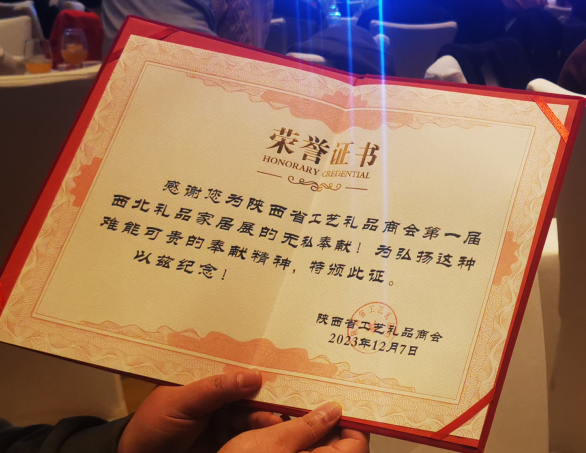 荣誉证书
HONORARY CREDENTIAL
感谢您为陕西省工艺礼品商会第一届
西北礼品家居展的无私奉献！为弘扬这种
难能可贵的奉献精神，特颁此证。
以兹纪念！
陕西省工艺礼品商会
2023年12月7日